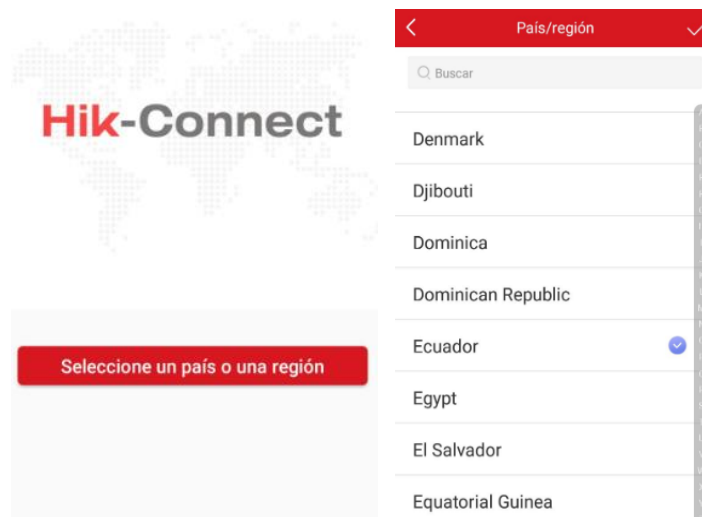 Hik-Connect
Seleccione un país o una región
País/región
Buscar
Denmark
Djibouti
Dominica
Dominican Republic
Ecuador
Egypt
El Salvador
Equatorial Guinea